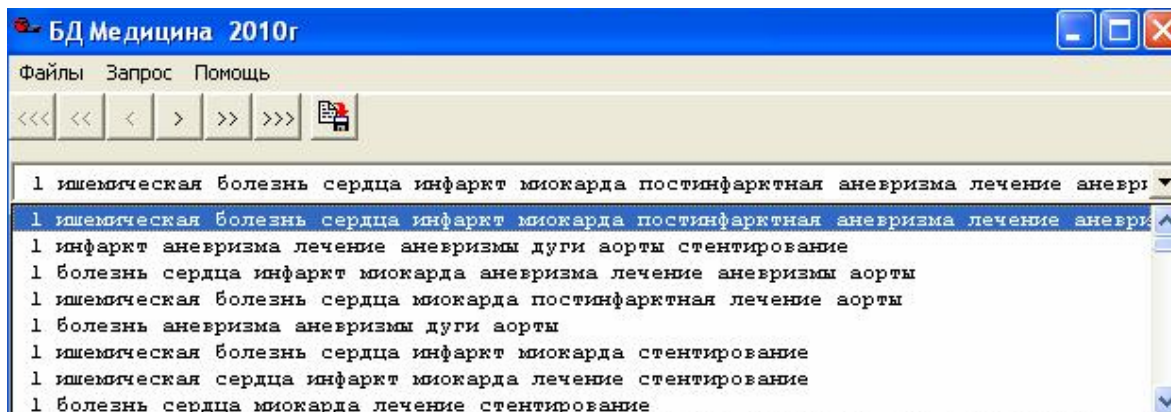 БД Медицина 2010г
Файлы Запрос Помощь
<<< << < > >> >>>
1 ишемическая болезнь сердца инфаркт миокарда постинфарктная аневризма лечение
1 ишемическая болезнь сердца инфаркт миокарда постинфарктная аневризма лечение
1 инфаркт аневризма лечение аневризмы дуги аорты стентирование
1 болезнь сердца инфаркт миокарда аневризма лечение аневризмы аорты
1 ишемическая болезнь сердца миокарда постинфарктная лечение аорты
1 болезнь аневризма аневризмы дуги аорты
1 ишемическая болезнь сердца инфаркт миокарда стентирование
1 ишемическая сердца инфаркт миокарда лечение стентирование
1 болезнь сердца миокарда лечение стентирование